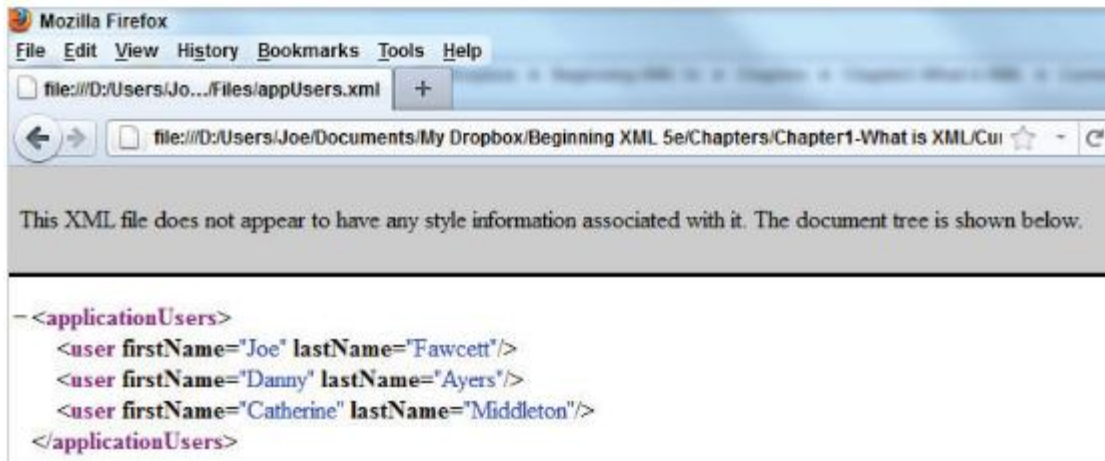 Mozilla Firefox
File Edit View History Bookmarks Tools Help
file:///D:/Users/Jo.../Files/appUsers.xml +
file:///D:/Users/Joe/Documents/My Dropbox/Beginning XML 5e/Chapters/Chapter1-What is XML/Cur
This XML file does not appear to have any style information associated with it. The document tree is shown below.
−<applicationUsers>
<user firstName="Joe" lastName="Fawcett"/>
<user firstName="Danny" lastName="Ayers"/>
<user firstName="Catherine" lastName="Middleton"/>
</applicationUsers>